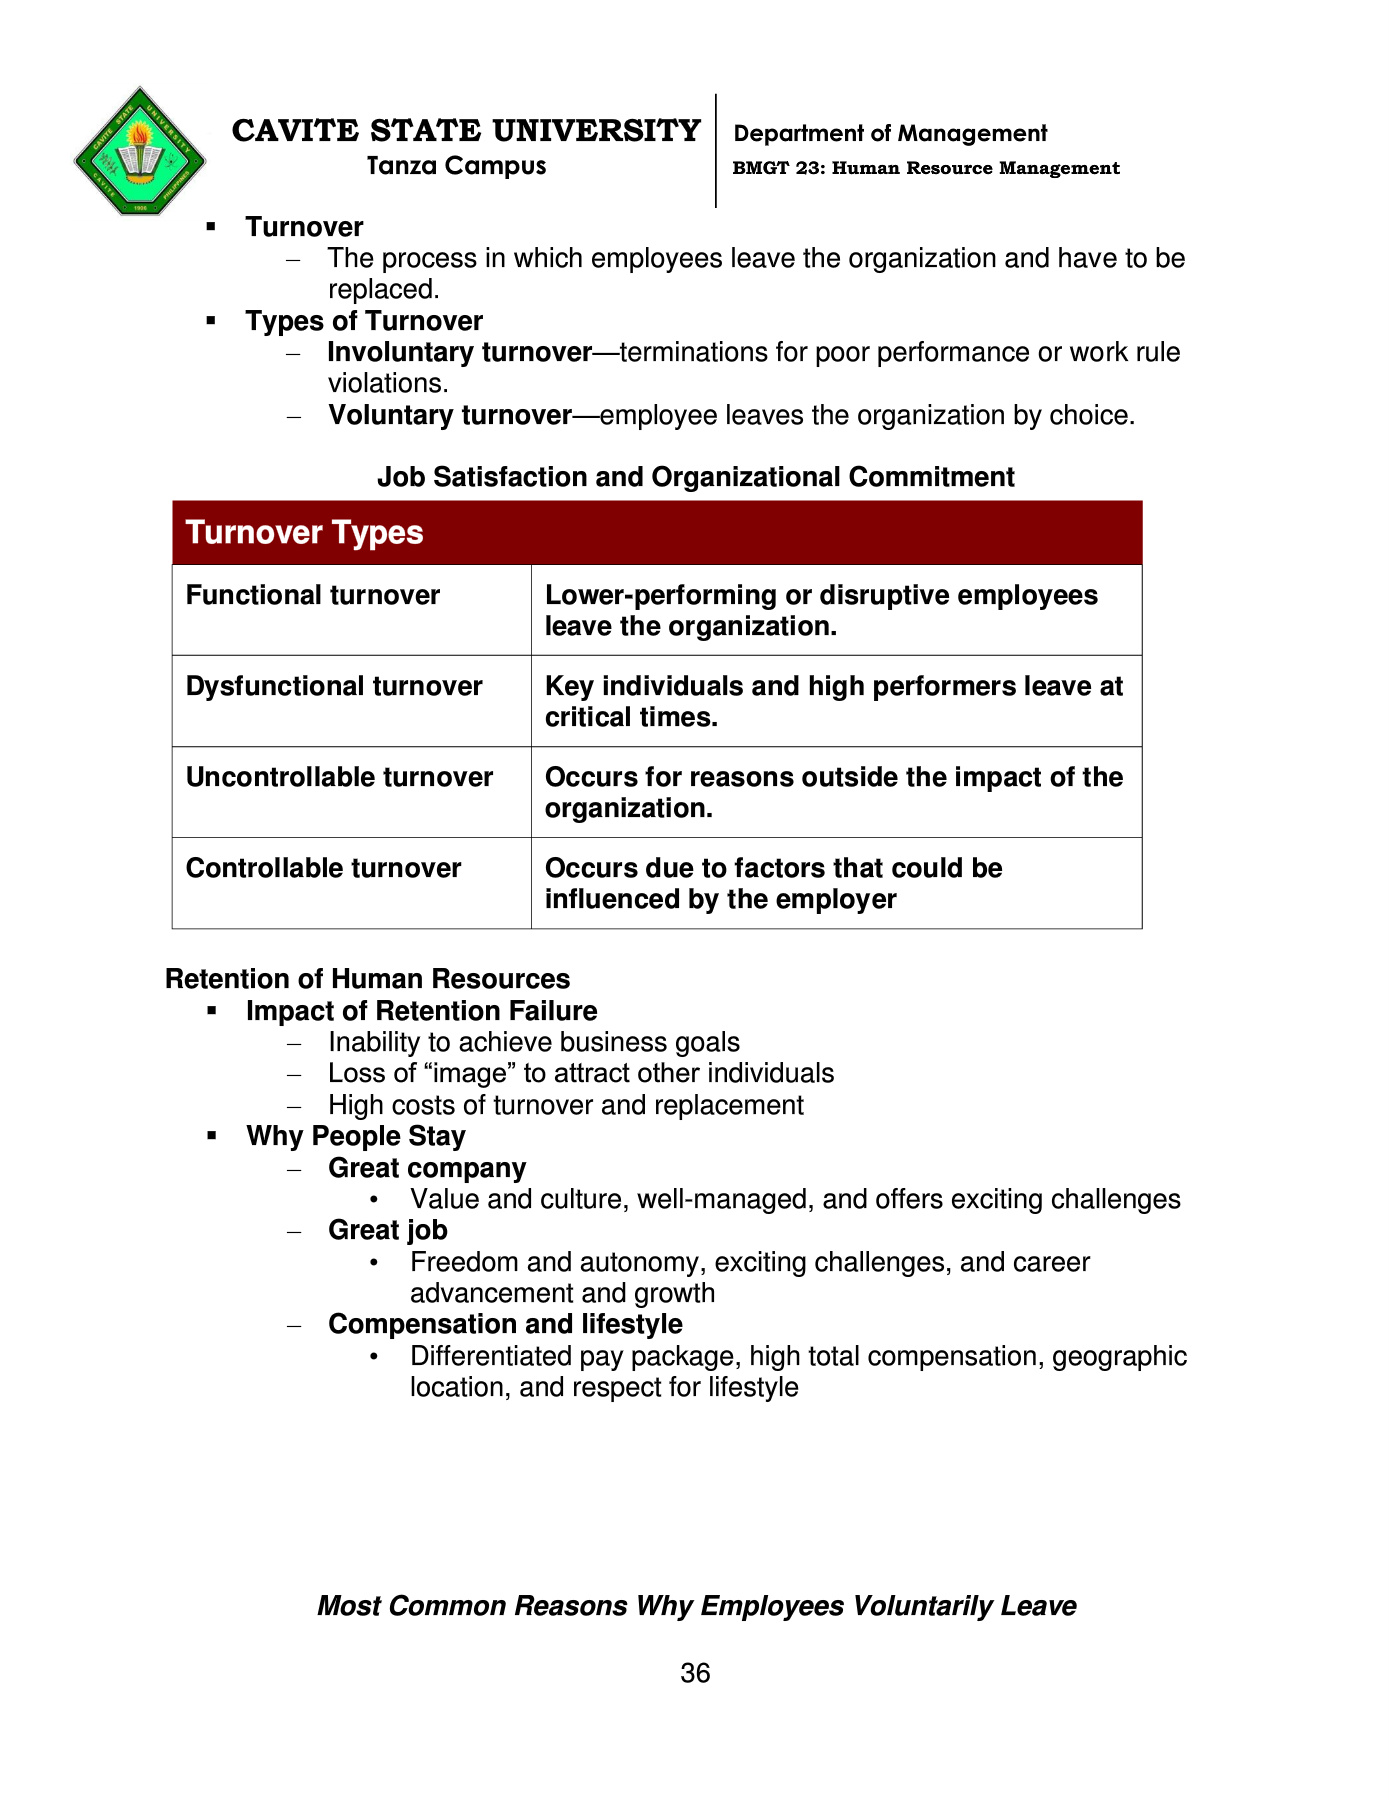 CAVITE STATE UNIVERSITY
Tanza Campus
Department of Management
BMGT 23: Human Resource Management
CAVITE STATE UNIVERSITY
CAVITE
PHILIPPINES
1906
▪ Turnover
– The process in which employees leave the organization and have to be
replaced.
▪ Types of Turnover
– Involuntary turnover—terminations for poor performance or work rule
violations.
– Voluntary turnover—employee leaves the organization by choice.
Job Satisfaction and Organizational Commitment
Turnover Types
Functional turnover
Lower-performing or disruptive employees
leave the organization.
Dysfunctional turnover
Key individuals and high performers leave at
critical times.
Uncontrollable turnover
Occurs for reasons outside the impact of the
organization.
Controllable turnover
Occurs due to factors that could be
influenced by the employer
Retention of Human Resources
▪ Impact of Retention Failure
– Inability to achieve business goals
– Loss of “image” to attract other individuals
– High costs of turnover and replacement
▪ Why People Stay
– Great company
• Value and culture, well-managed, and offers exciting challenges
– Great job
• Freedom and autonomy, exciting challenges, and career
advancement and growth
– Compensation and lifestyle
• Differentiated pay package, high total compensation, geographic
location, and respect for lifestyle
Most Common Reasons Why Employees Voluntarily Leave
36